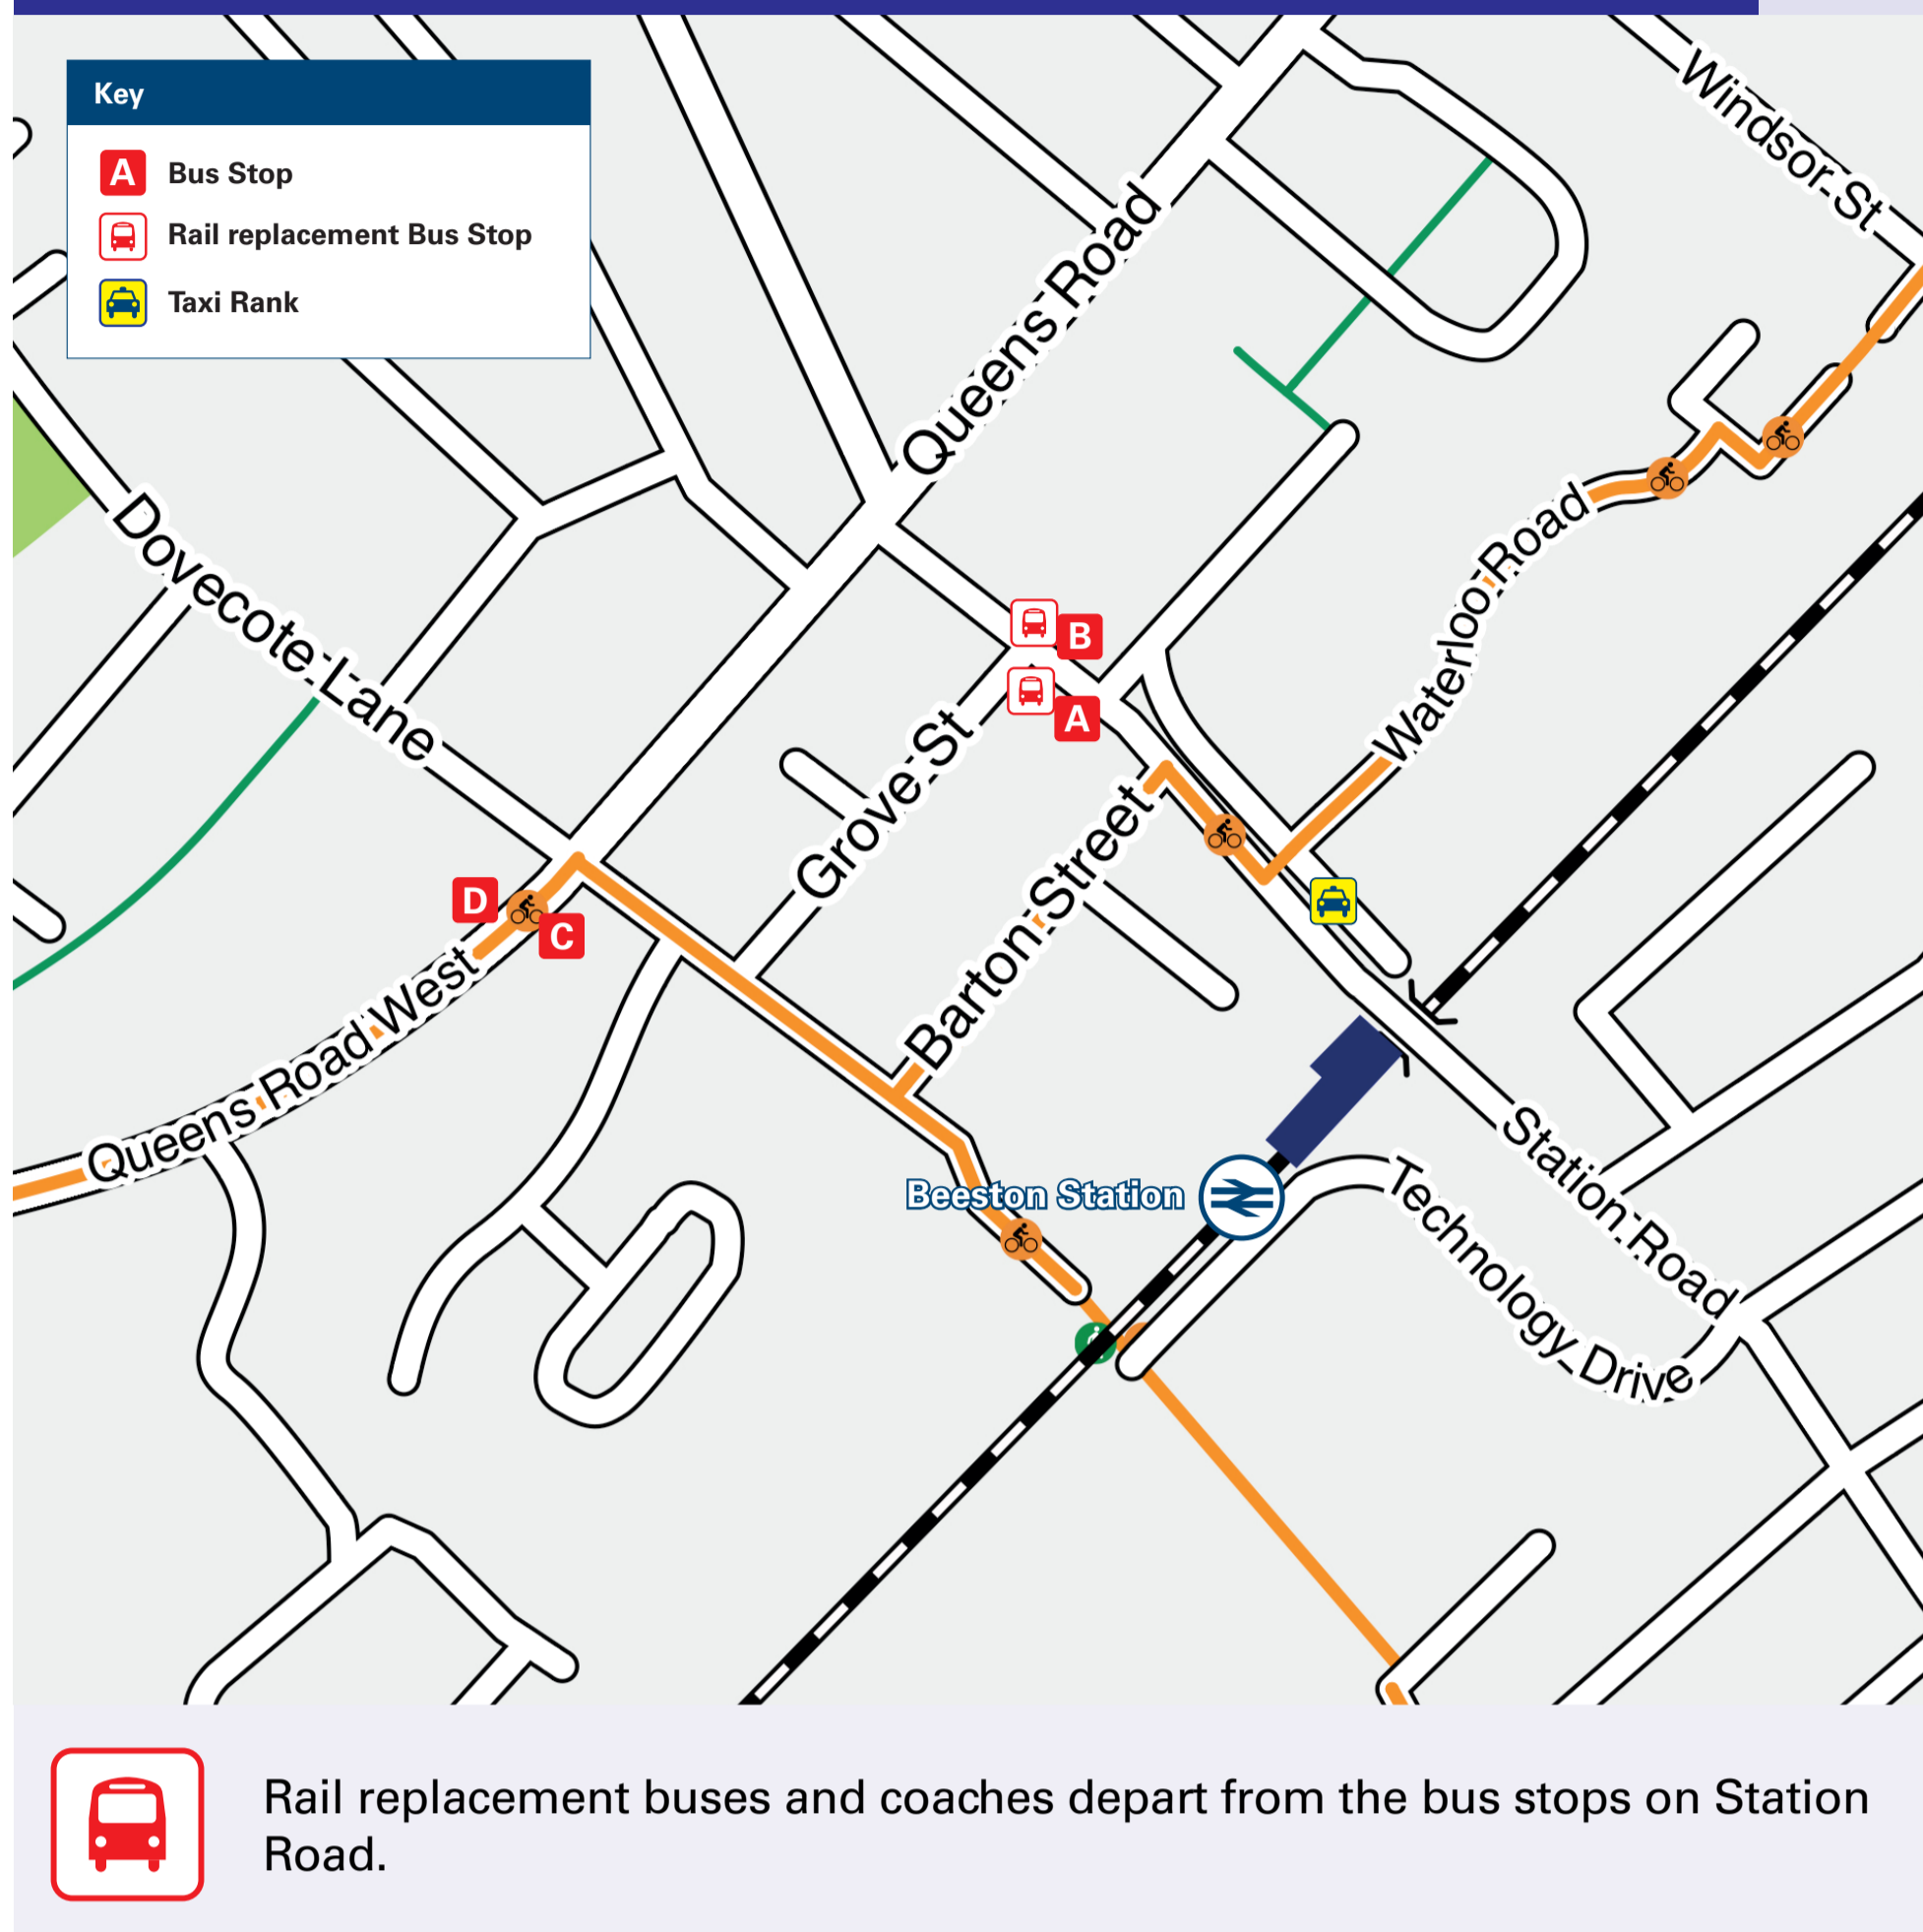 Key
A Bus Stop
Rail replacement Bus Stop
Taxi Rank
Windsor St
Queens Road
Dovecote Lane
Waterloo Road
B
A
Grove St
Barton Street
D
C
Queens Road West
Beeston Station
Station Road
Technology Drive
Rail replacement buses and coaches depart from the bus stops on Station
Road.